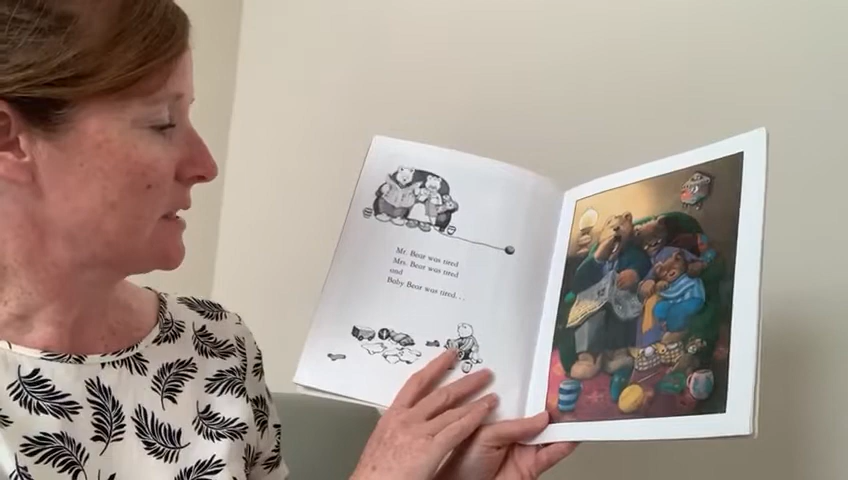 Mr. Bear was tired
Mrs. Bear was tired
and
Baby Bear was tired...